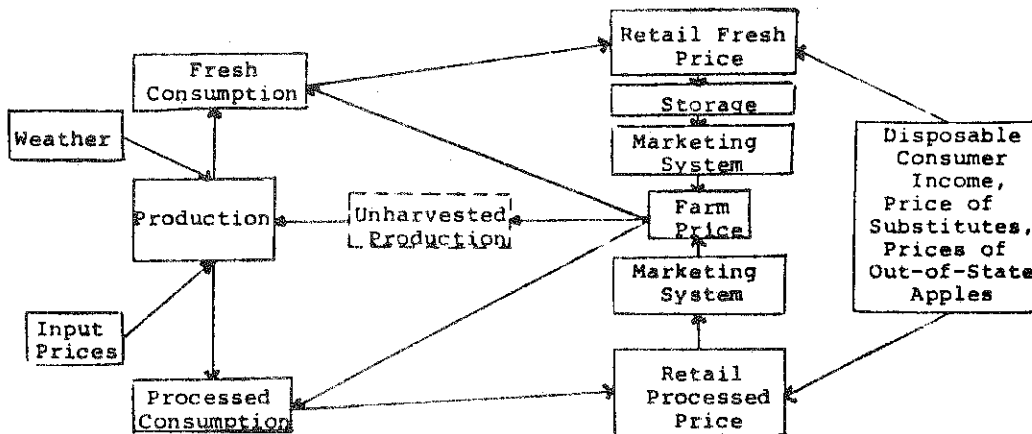 Fresh
Consumption
Retail Fresh
Price
Storage
Marketing
System
Weather
Disposable
Consumer
Income,
Price of
Substitutes,
Prices of
Out-of-State
Apples
Production
Unharvested
Production
Farm
Price
Marketing
System
Input
Prices
Processed
Consumption
Retail
Processed
Price